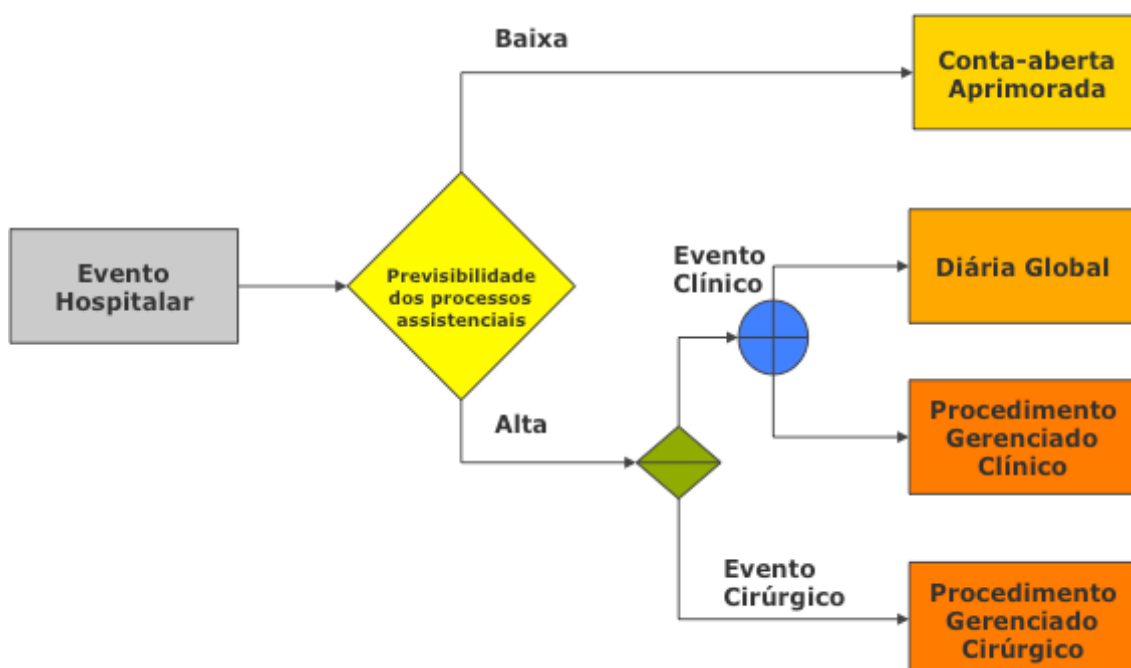 Baixa
Conta-aberta
Aprimorada
Evento
Hospitalar
Previsibilidade
dos processos
assistenciais
Evento
Clínico
Diária Global
Alta
Procedimento
Gerenciado
Clínico
Evento
Cirúrgico
Procedimento
Gerenciado
Cirúrgico